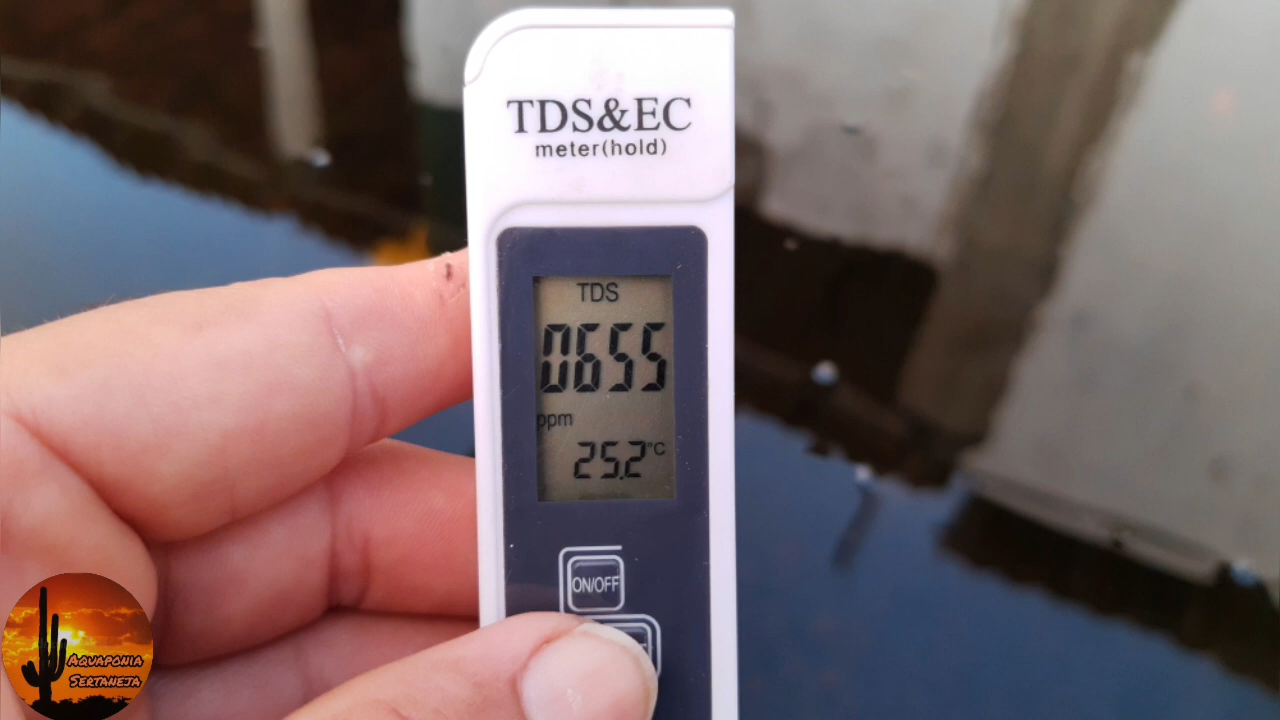 TDS&EC
meter(hold)
TDS
0655
ppm
25.2°C
ON/OFF
AQUAPONIA
SERTANEJA